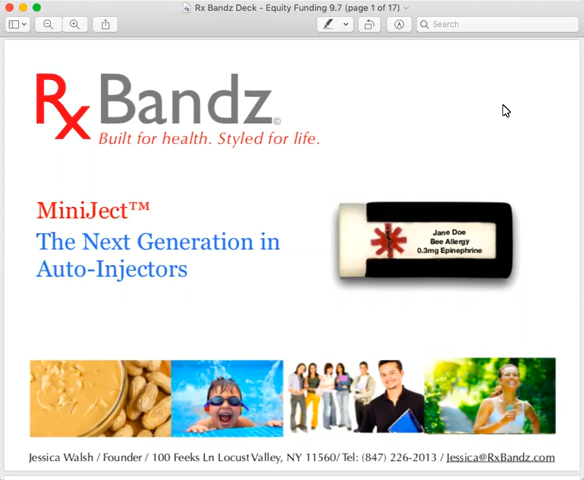 Rx Bandz Deck - Equity Funding 9.7 (page 1 of 17)
Search
Rx Bandz©
Built for health. Styled for life.
MiniJect™
The Next Generation in
Auto-Injectors
Jane Doe
Bee Allergy
0.3mg Epinephrine
Jessica Walsh / Founder / 100 Feeks Ln Locust Valley, NY 11560/ Tel: (847) 226-2013 / Jessica@RxBandz.com